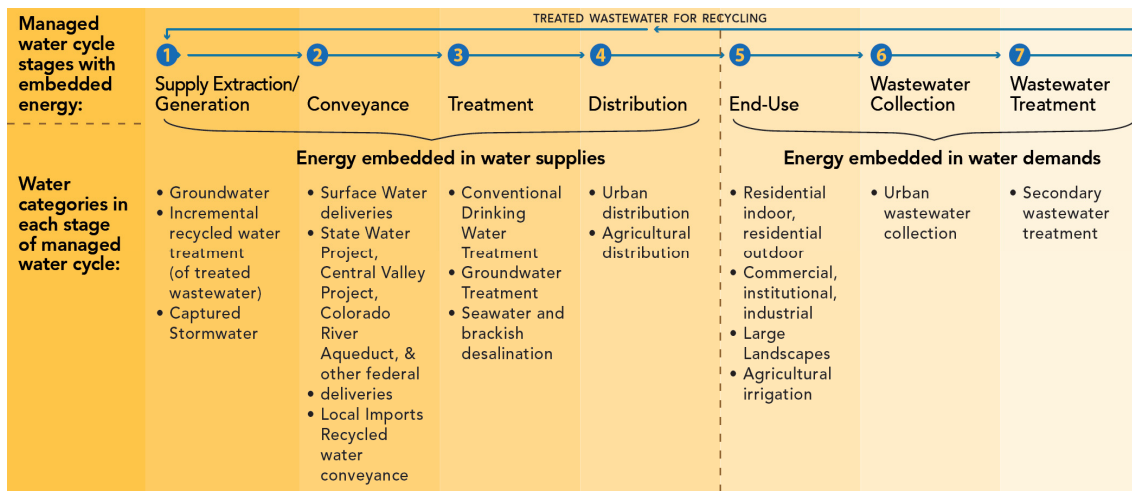 Managed
water cycle
stages with
embedded
energy:
TREATED WASTEWATER FOR RECYCLING
1
Supply Extraction/
Generation
2
Conveyance
3
Treatment
4
Distribution
5
End-Use
6
Wastewater
Collection
7
Wastewater
Treatment
Energy embedded in water supplies
Energy embedded in water demands
Water
categories in
each stage
of managed
water cycle:
• Groundwater
• Incremental
recycled water
treatment
(of treated
wastewater)
• Captured
Stormwater
• Surface Water
deliveries
• State Water
Project,
Central Valley
Project,
Colorado
River
Aqueduct, &
other federal
• deliveries
• Local Imports
Recycled
water
conveyance
• Conventional
Drinking
Water
Treatment
• Groundwater
Treatment
• Seawater and
brackish
desalination
• Urban
distribution
• Agricultural
distribution
• Residential
indoor,
residential
outdoor
• Commercial,
institutional,
industrial
• Large
Landscapes
• Agricultural
irrigation
• Urban
wastewater
collection
• Secondary
wastewater
treatment